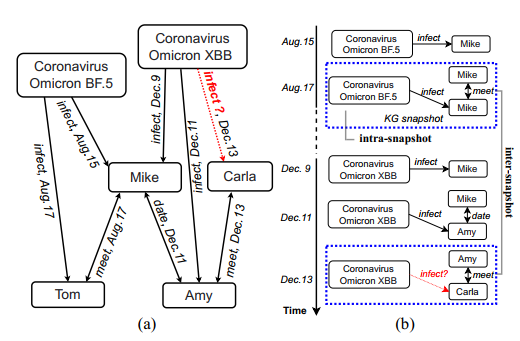 Coronavirus
Omicron BF.5
Coronavirus
Omicron XBB
infect, Aug.17
infect, Aug.15
infect, Dec.9
infect, Dec.11
infect ?, Dec.13
Mike
Carla
meet, Aug.17
date, Dec.11
meet, Dec.13
Tom
Amy
(a)
Aug.15
Coronavirus
Omicron BF.5
infect
Mike
Aug.17
Coronavirus
Omicron BF.5
infect
Mike
meet
Mike
KG snapshot
intra-snapshot
inter-snapshot
Dec. 9
Coronavirus
Omicron XBB
infect
Mike
Dec.11
Coronavirus
Omicron XBB
infect
Mike
date
Amy
Dec.13
Coronavirus
Omicron XBB
infect?
Amy
meet
Carla
Time
(b)